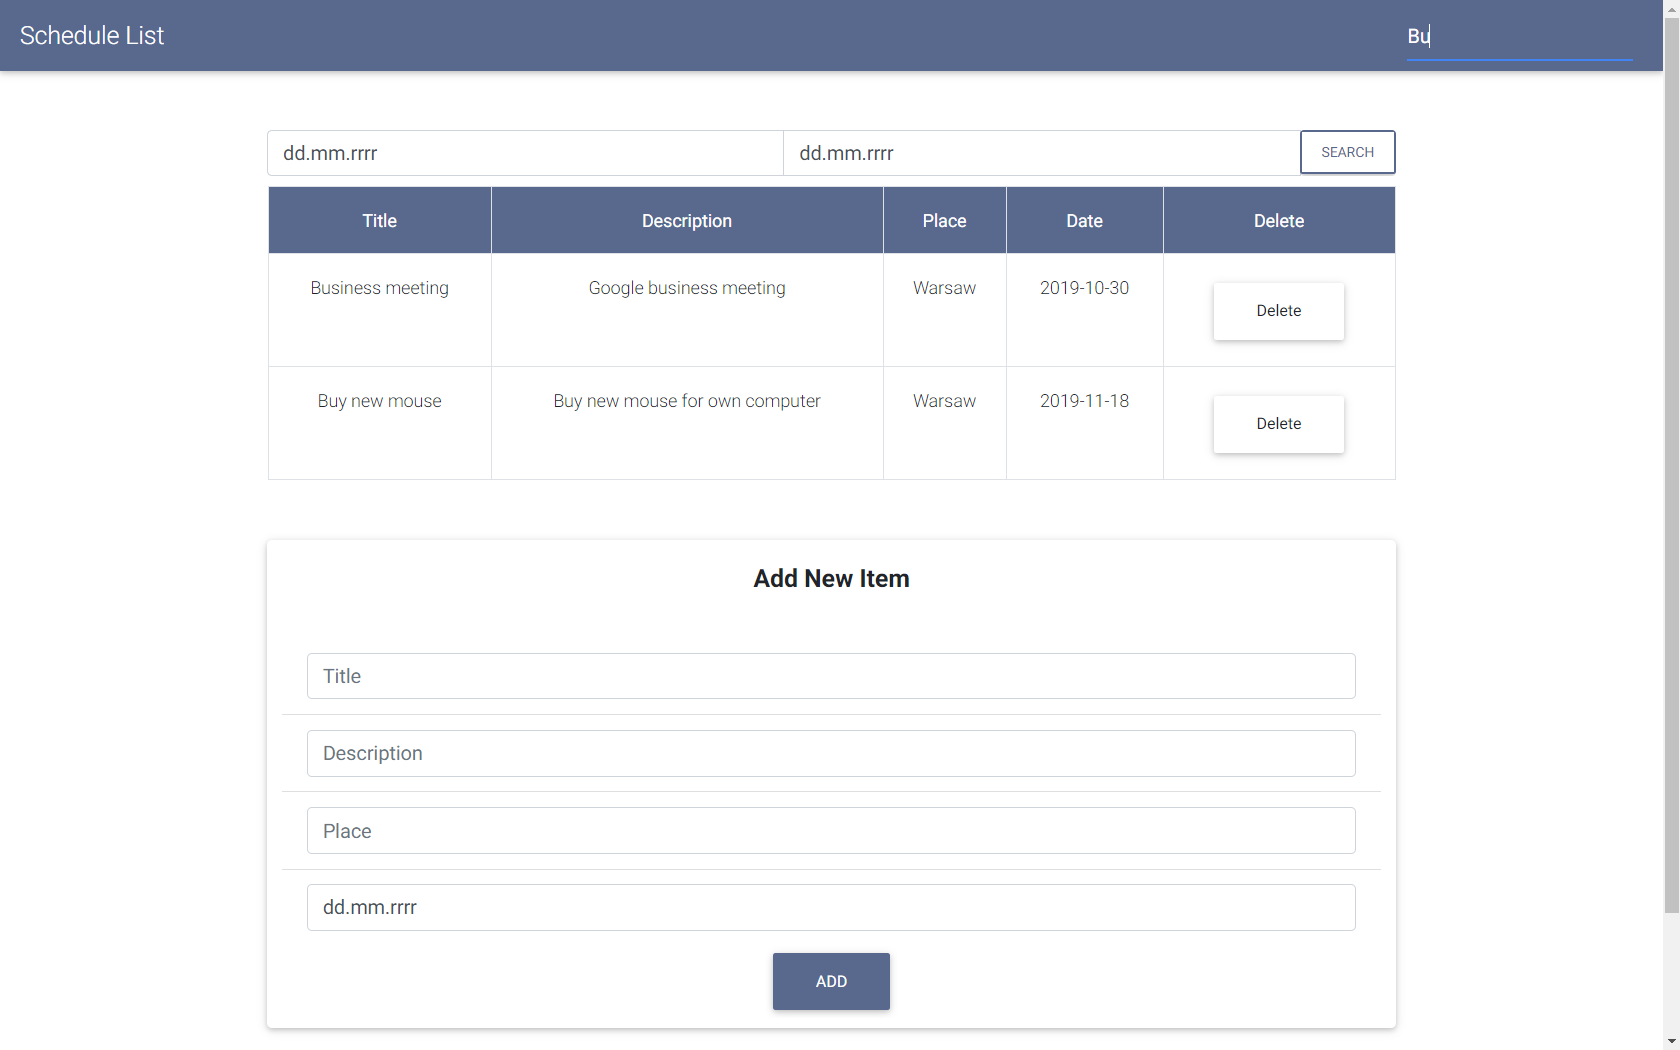 Schedule List
Bu
dd.mm.rrrr dd.mm.rrrr SEARCH
Title Description Place Date Delete
Business meeting Google business meeting Warsaw 2019-10-30 Delete
Buy new mouse Buy new mouse for own computer Warsaw 2019-11-18 Delete
Add New Item
Title
Description
Place
dd.mm.rrrr
ADD